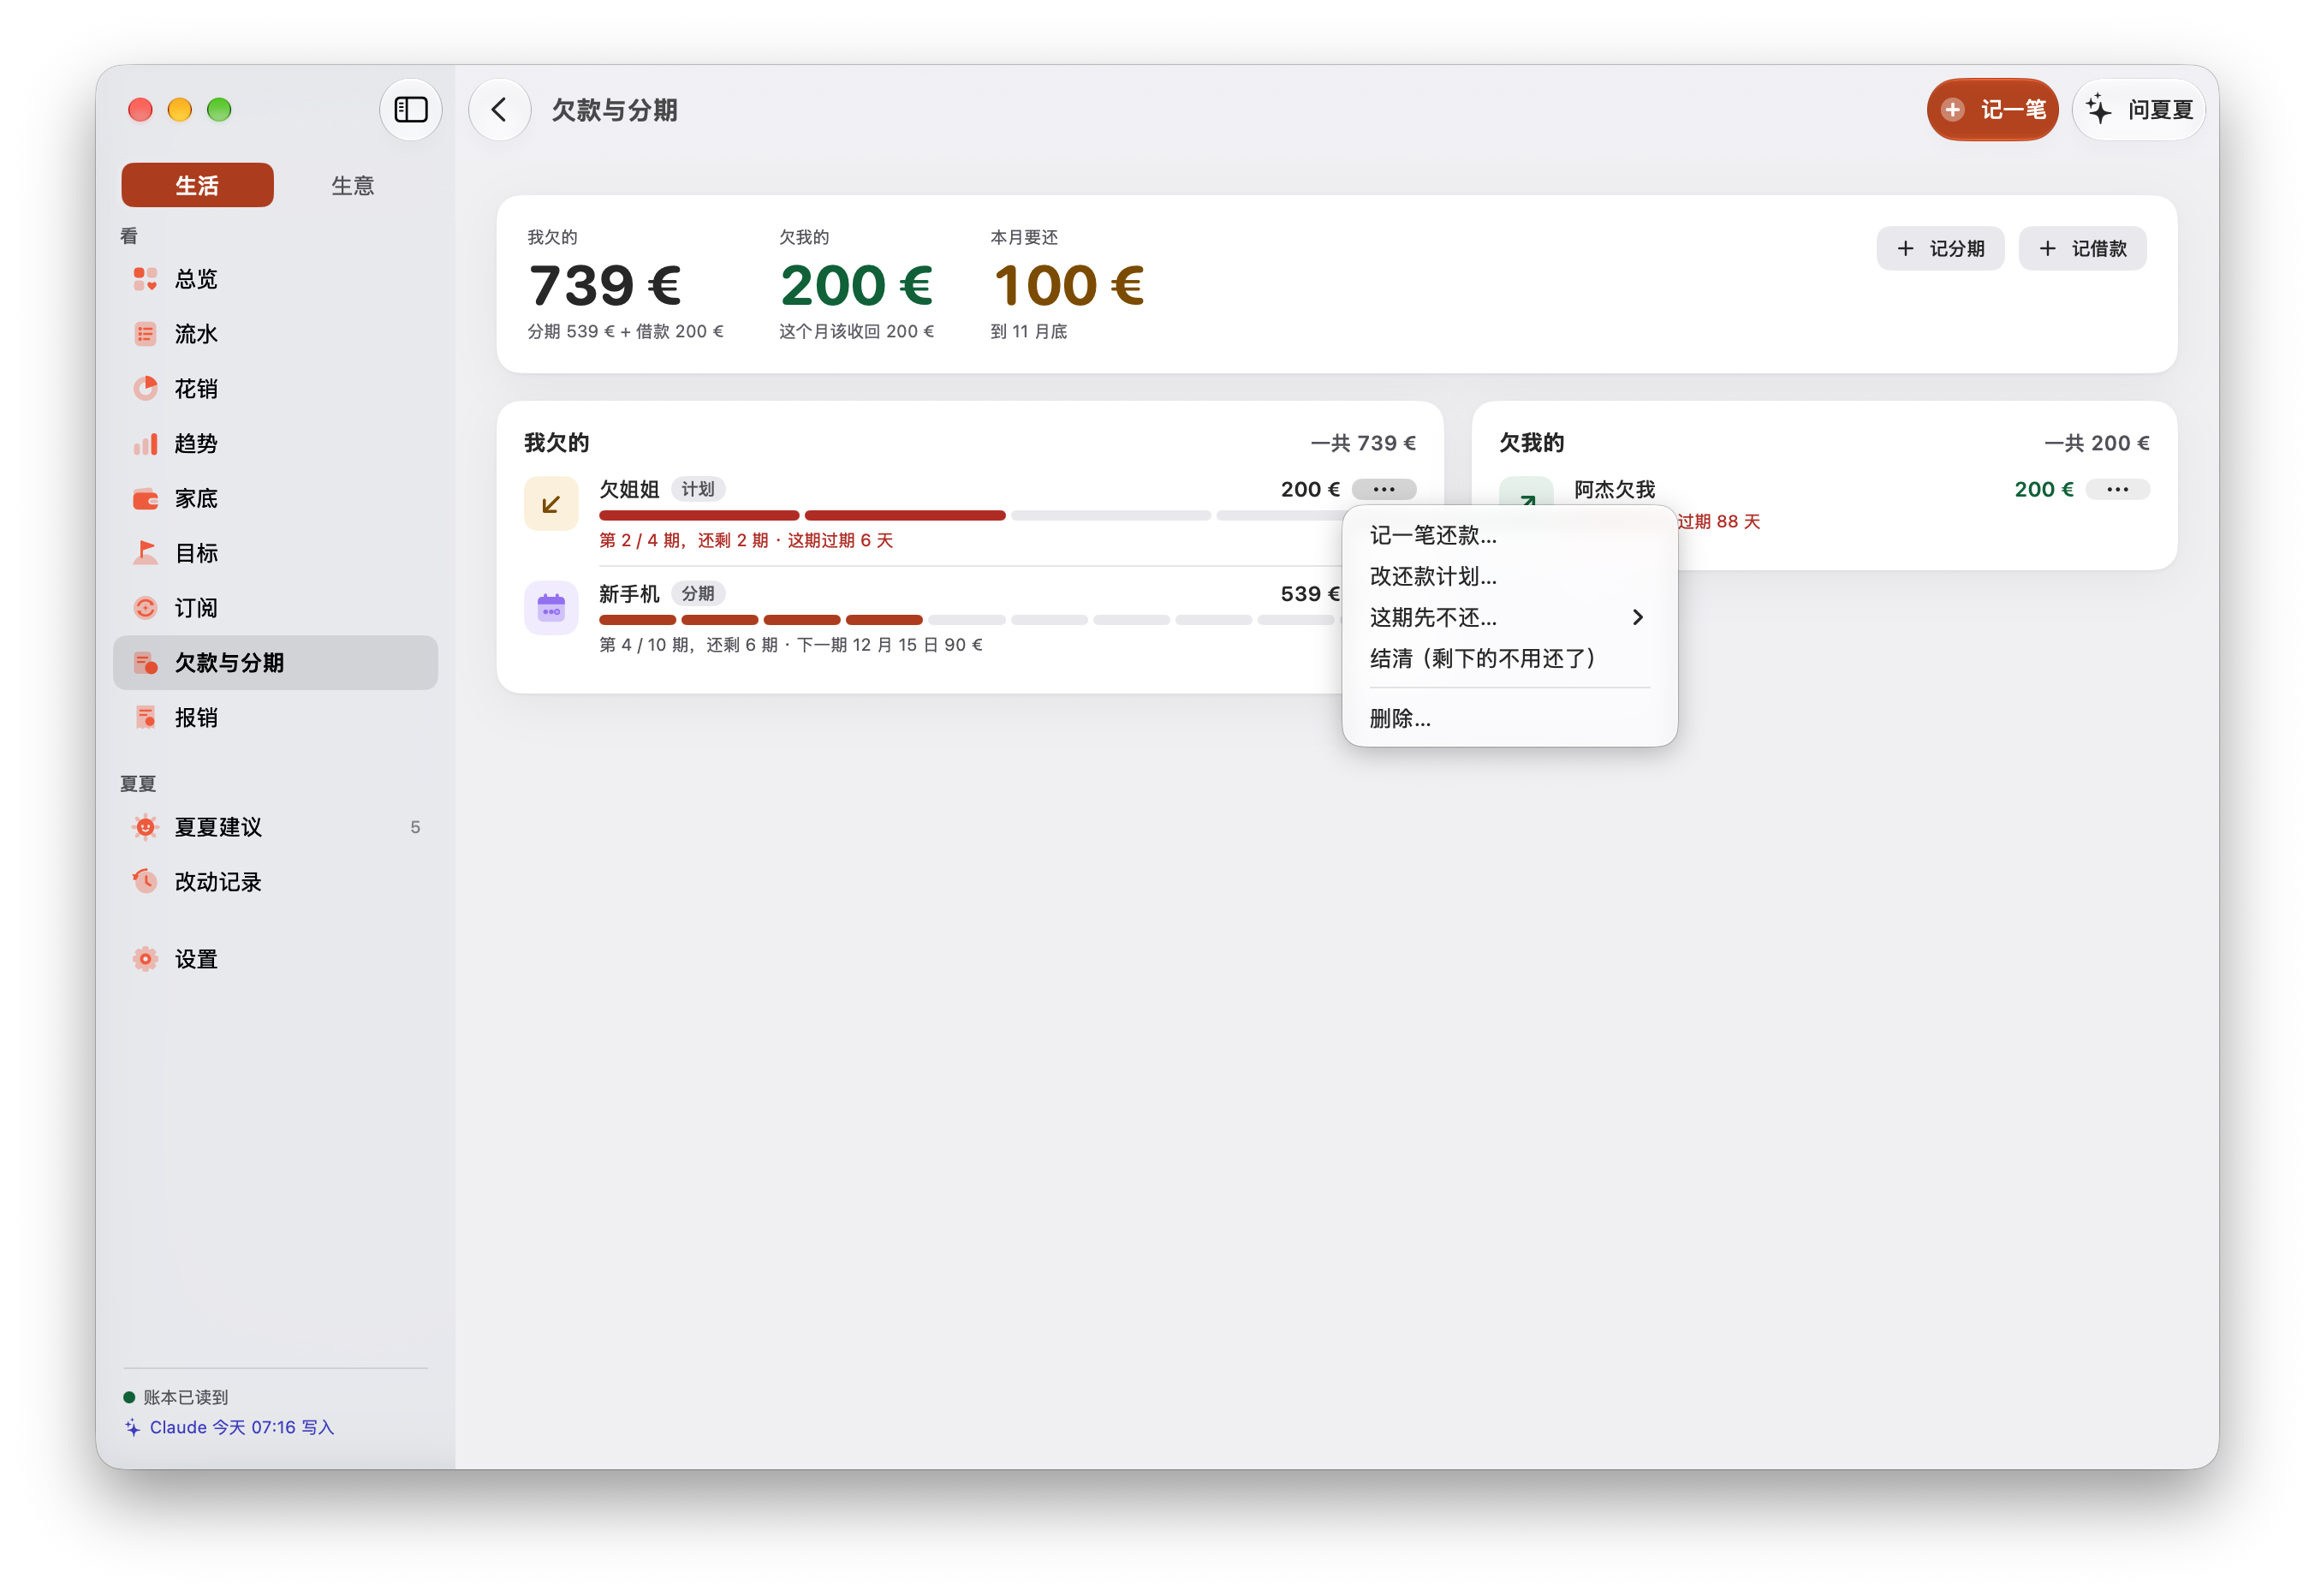 欠款与分期
记一笔
问夏夏
生活
生意
看
总览
流水
花销
趋势
家底
目标
订阅
欠款与分期
报销
夏夏
夏夏建议
5
改动记录
设置
账本已读到
Claude 今天 07:16 写入
我欠的
739 €
分期 539 € + 借款 200 €
欠我的
200 €
这个月该收回 200 €
本月要还
100 €
到 11 月底
记分期
记借款
我欠的
一共 739 €
欠姐姐
计划
200 €
第 2 / 4 期，还剩 2 期 · 这期过期 6 天
新手机
分期
539 €
第 4 / 10 期，还剩 6 期 · 下一期 12 月 15 日 90 €
欠我的
一共 200 €
阿杰欠我
200 €
过期 88 天
记一笔还款...
改还款计划...
这期先不还...
结清（剩下的不用还了）
删除...